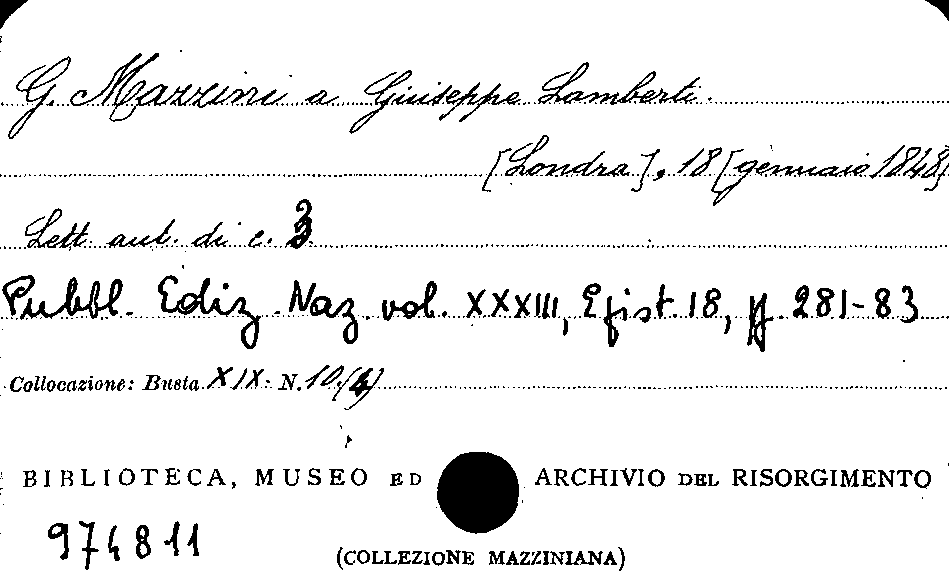 G. Mazzini a Giuseppe Lamberti.
[Londra], 18 [gennaio 1848]
Lett. aut. di c. 3
Pubbl. Ediz. Naz. vol. XXXIII, Epist. 18, pp. 281-83
Collocazione: Busta XIX. N. 10.(4)
BIBLIOTECA, MUSEO ED ARCHIVIO DEL RISORGIMENTO
974811
(COLLEZIONE MAZZINIANA)